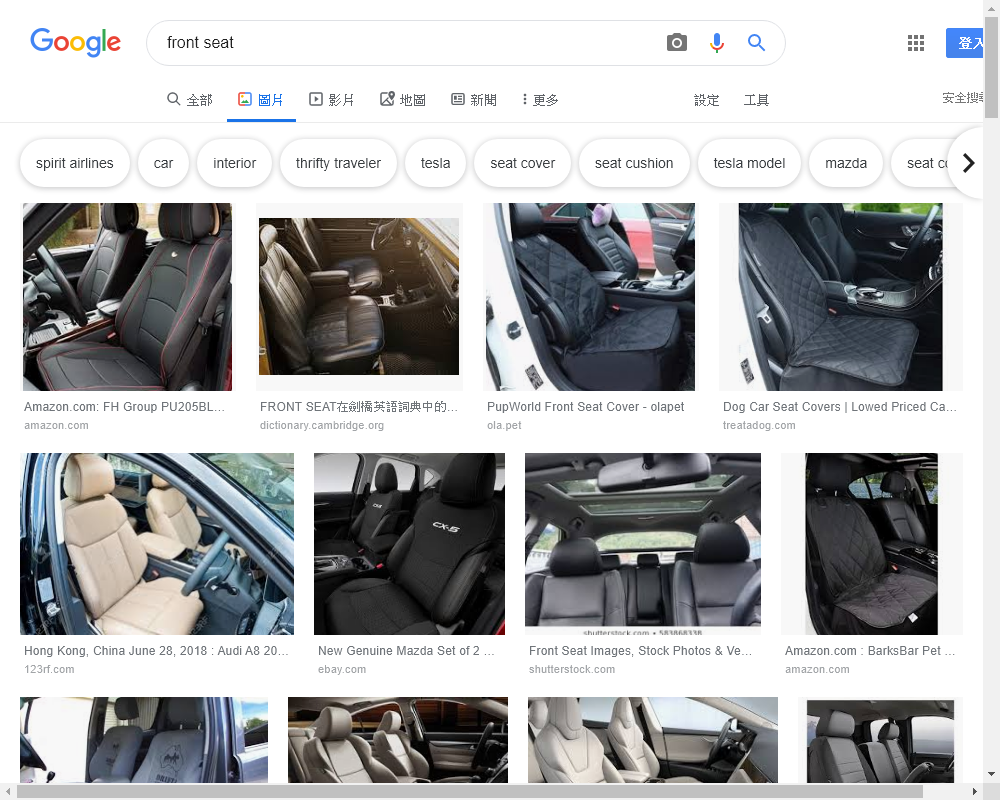 Google
front seat
登入
全部
圖片
影片
地圖
新聞
更多
設定
工具
安全搜尋
spirit airlines
car
interior
thrifty traveler
tesla
seat cover
seat cushion
tesla model
mazda
seat co
CX-5
Amazon.com: FH Group PU205BL...
FRONT SEAT在劍橋英語詞典中的...
PupWorld Front Seat Cover - olapet
Dog Car Seat Covers | Lowed Priced Ca...
amazon.com
dictionary.cambridge.org
ola.pet
treatadog.com
shutterstock.com • 583868338
Hong Kong, China June 28, 2018 : Audi A8 20...
New Genuine Mazda Set of 2 ...
Front Seat Images, Stock Photos & Ve...
Amazon.com : BarksBar Pet ...
123rf.com
ebay.com
shutterstock.com
amazon.com